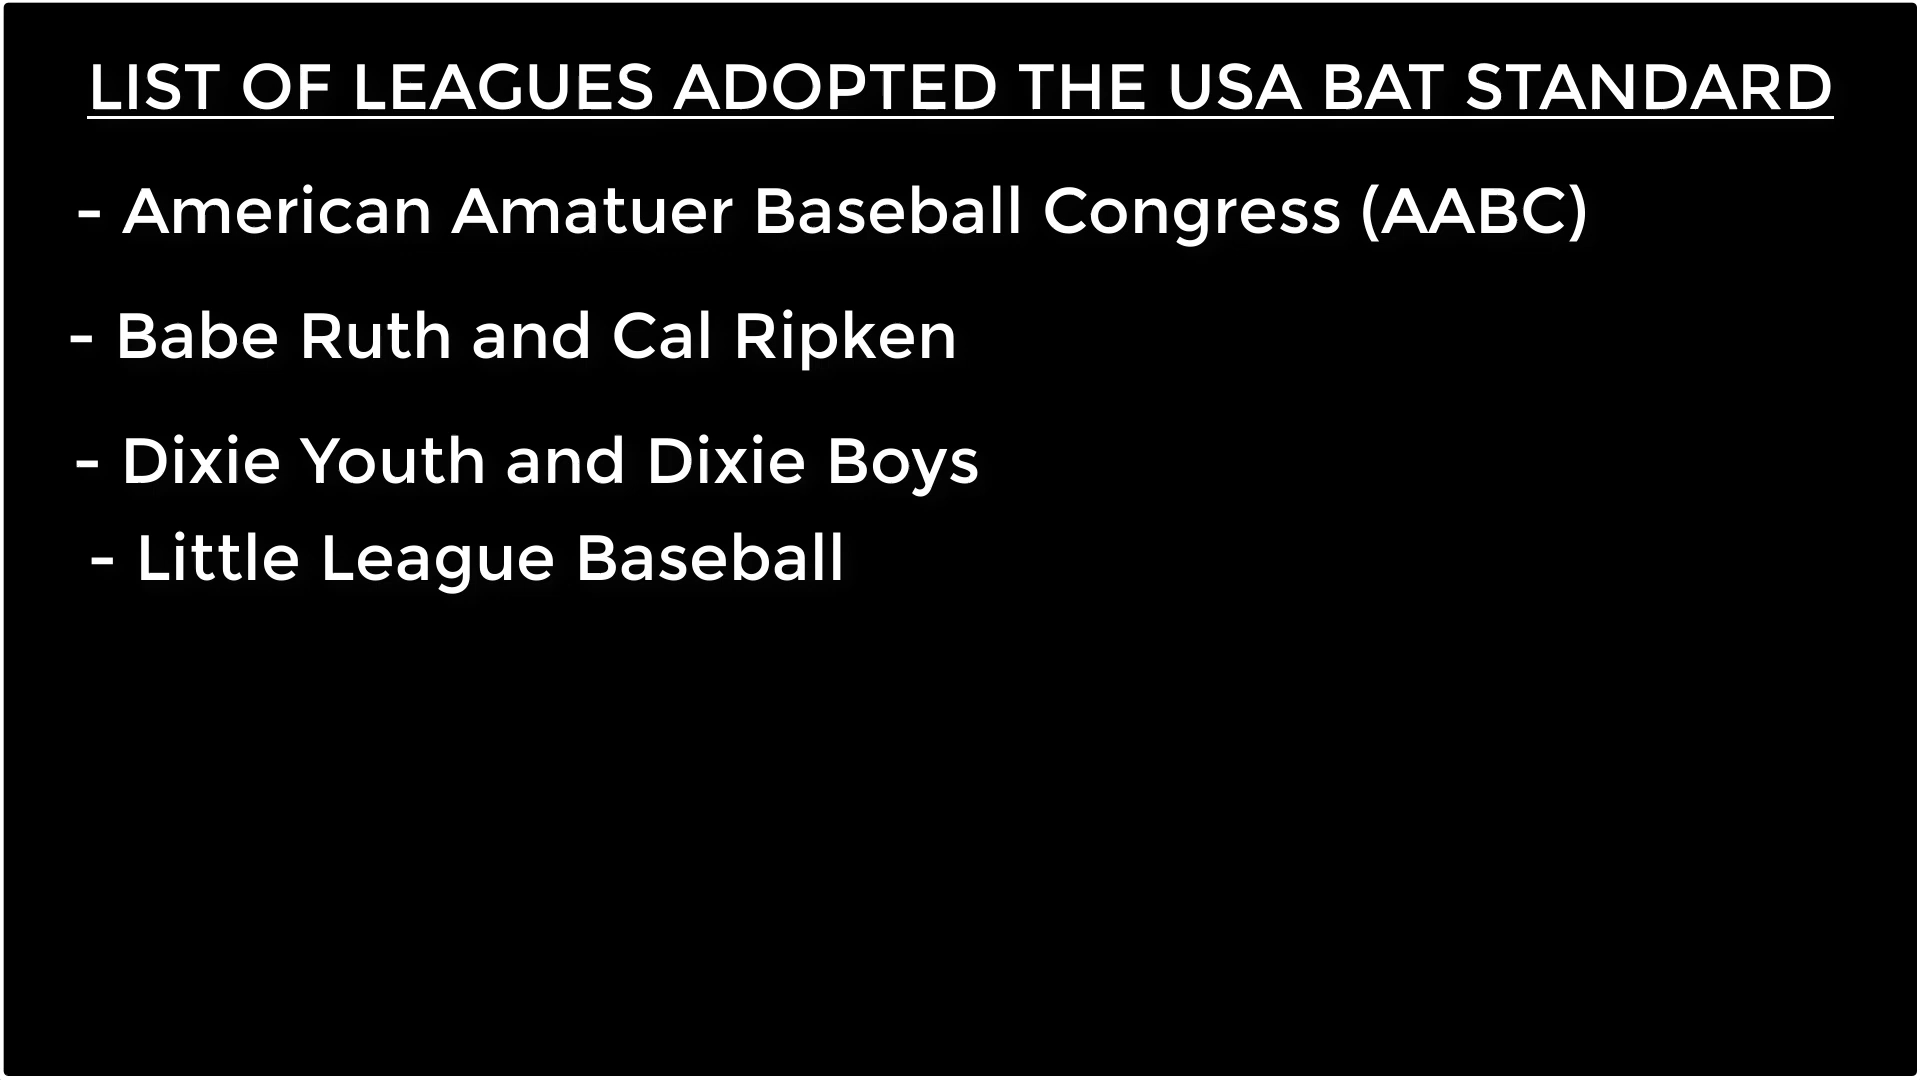 LIST OF LEAGUES ADOPTED THE USA BAT STANDARD
- American Amatuer Baseball Congress (AABC)
- Babe Ruth and Cal Ripken
- Dixie Youth and Dixie Boys
- Little League Baseball